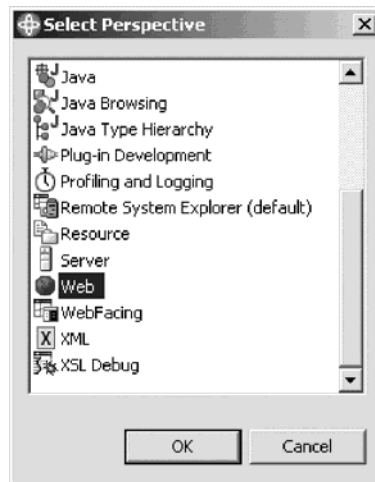 Select Perspective
Java
Java Browsing
Java Type Hierarchy
Plug-in Development
Profiling and Logging
Remote System Explorer (default)
Resource
Server
Web
WebFacing
XML
XSL Debug
OK Cancel